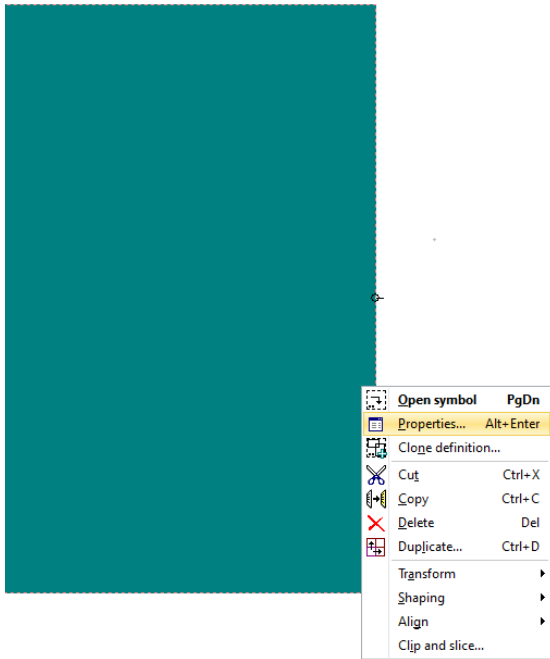 Open symbol PgDn
Properties... Alt+Enter
Clone definition...
Cut Ctrl+X
Copy Ctrl+C
Delete Del
Duplicate... Ctrl+D
Transform
Shaping
Align
Clip and slice...